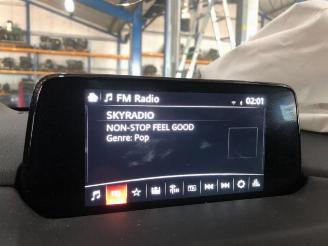 FM Radio
02:01
SKYRADIO
NON-STOP FEEL GOOD
Genre: Pop